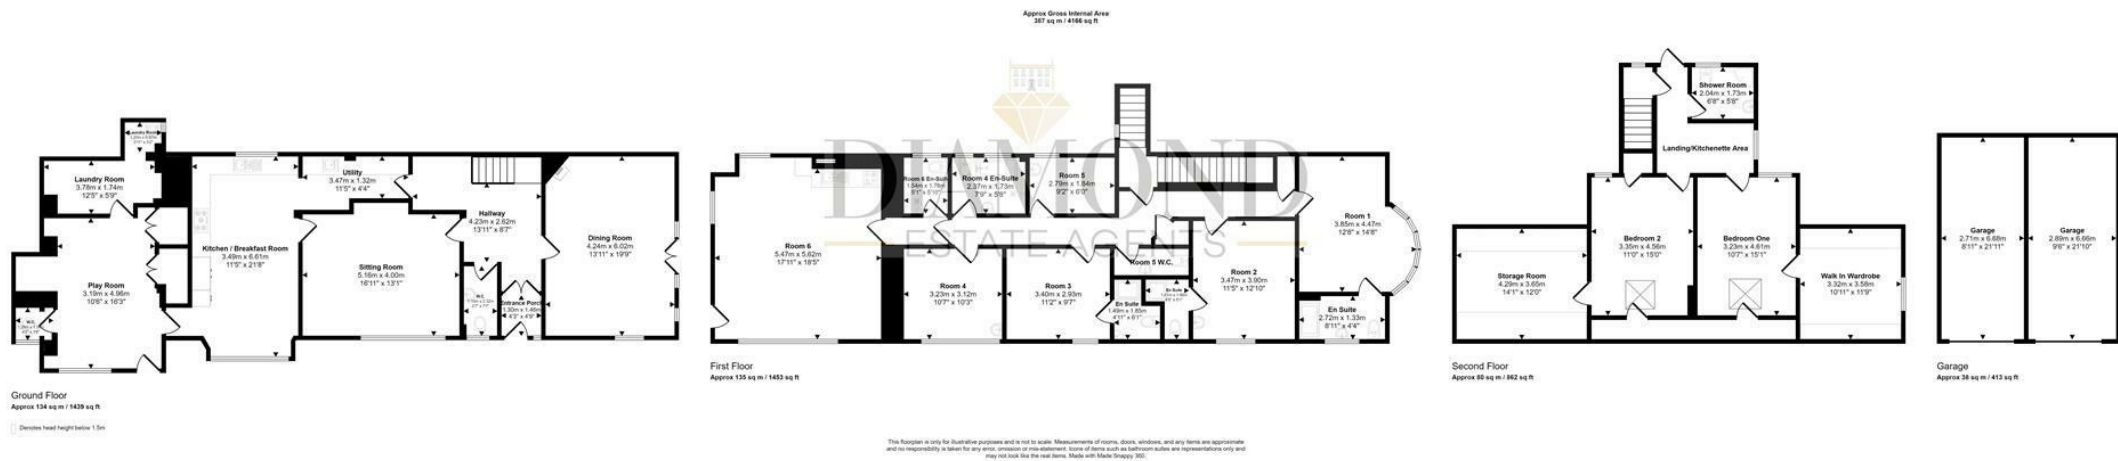 Approx Gross Internal Area
387 sq m / 4166 sq ft
DIAMOND
ESTATE AGENTS
Laundry Room
Laundry Room
3.78m x 1.74m
12'5" x 5'9"
Utility
3.47m x 1.32m
11'5" x 4'4"
Hallway
4.23m x 2.62m
13'11" x 8'7"
Dining Room
4.24m x 6.02m
13'11" x 19'9"
Kitchen / Breakfast Room
3.49m x 6.61m
11'5" x 21'8"
Sitting Room
5.16m x 4.00m
16'11" x 13'1"
Play Room
3.19m x 4.96m
10'6" x 16'3"
W.C.
W.C.
Entrance Porch
1.30m x 1.46m
4'3" x 4'9"
Ground Floor
Approx 134 sq m / 1439 sq ft
Denotes head height below 1.5m
Room 6 En-Suite
1.54m x 1.78m
5'1" x 5'10"
Room 4 En-Suite
2.37m x 1.73m
7'9" x 5'8"
Room 5
2.79m x 1.84m
9'2" x 6'0"
Room 1
3.85m x 4.47m
12'8" x 14'8"
Room 6
5.47m x 5.62m
17'11" x 18'5"
Room 5 W.C.
Room 2
3.47m x 3.90m
11'5" x 12'10"
Room 4
3.23m x 3.12m
10'7" x 10'3"
Room 3
3.40m x 2.93m
11'2" x 9'7"
En Suite
1.49m x 1.85m
4'11" x 6'1"
En Suite
En Suite
2.72m x 1.33m
8'11" x 4'4"
First Floor
Approx 135 sq m / 1453 sq ft
Shower Room
2.04m x 1.73m
6'8" x 5'8"
Landing/Kitchenette Area
Bedroom 2
3.35m x 4.56m
11'0" x 15'0"
Bedroom One
3.23m x 4.61m
10'7" x 15'1"
Storage Room
4.29m x 3.65m
14'1" x 12'0"
Walk In Wardrobe
3.32m x 3.58m
10'11" x 11'9"
Second Floor
Approx 80 sq m / 862 sq ft
Garage
2.71m x 6.68m
8'11" x 21'11"
Garage
2.89m x 6.66m
9'6" x 21'10"
Garage
Approx 38 sq m / 413 sq ft
This floorplan is only for illustrative purposes and is not to scale. Measurements of rooms, doors, windows, and any items are approximate
and no responsibility is taken for any error, omission or mis-statement. Icons of items such as bathroom suites are representations only and
may not look like the real items. Made with Made Snappy 360.